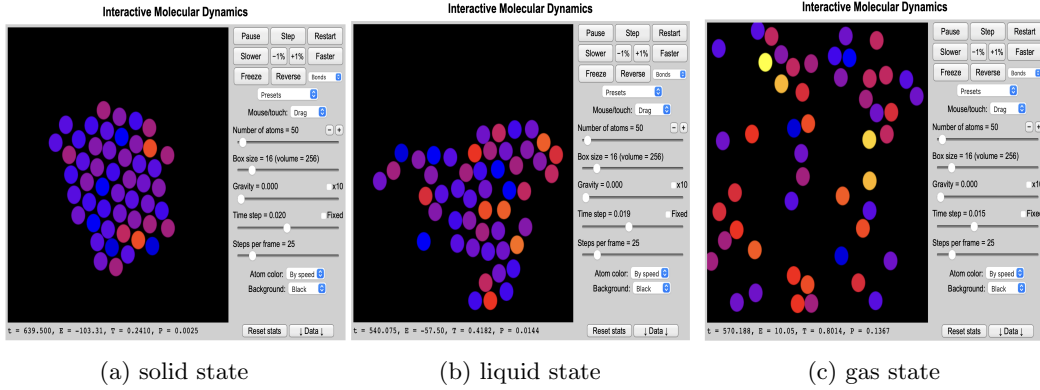 Interactive Molecular Dynamics
Pause Step Restart
Slower −1% +1% Faster
Freeze Reverse Bonds
Presets
Mouse/touch: Drag
Number of atoms = 50 − +
Box size = 16 (volume = 256)
Gravity = 0.000 x10
Time step = 0.020 Fixed
Steps per frame = 25
Atom color: By speed
Background: Black
t = 639.500, E = -103.31, T = 0.2410, P = 0.0025
Reset stats ↓ Data ↓
(a) solid state
Interactive Molecular Dynamics
Pause Step Restart
Slower −1% +1% Faster
Freeze Reverse Bonds
Presets
Mouse/touch: Drag
Number of atoms = 50 − +
Box size = 16 (volume = 256)
Gravity = 0.000 x10
Time step = 0.019 Fixed
Steps per frame = 25
Atom color: By speed
Background: Black
t = 540.075, E = -57.50, T = 0.4182, P = 0.0144
Reset stats ↓ Data ↓
(b) liquid state
Interactive Molecular Dynamics
Pause Step Restart
Slower −1% +1% Faster
Freeze Reverse Bonds
Presets
Mouse/touch: Drag
Number of atoms = 50 − +
Box size = 16 (volume = 256)
Gravity = 0.000 x10
Time step = 0.015 Fixed
Steps per frame = 25
Atom color: By speed
Background: Black
t = 570.188, E = 10.05, T = 0.8014, P = 0.1367
Reset stats ↓ Data ↓
(c) gas state